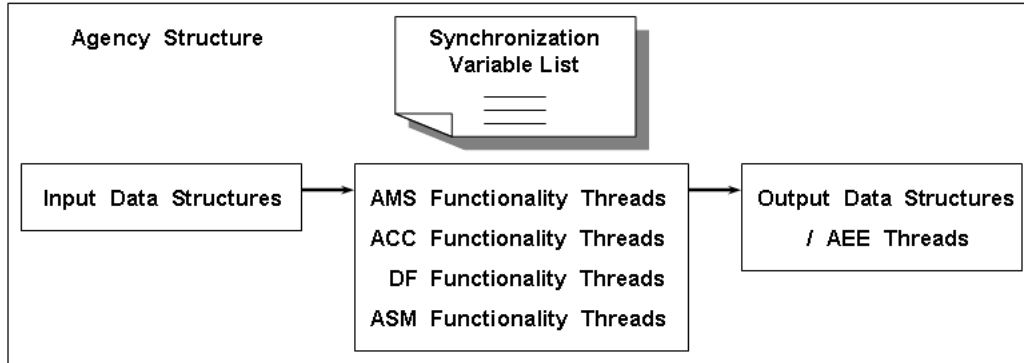 Agency Structure
Synchronization
Variable List
Input Data Structures
AMS Functionality Threads
ACC Functionality Threads
DF Functionality Threads
ASM Functionality Threads
Output Data Structures
/ AEE Threads